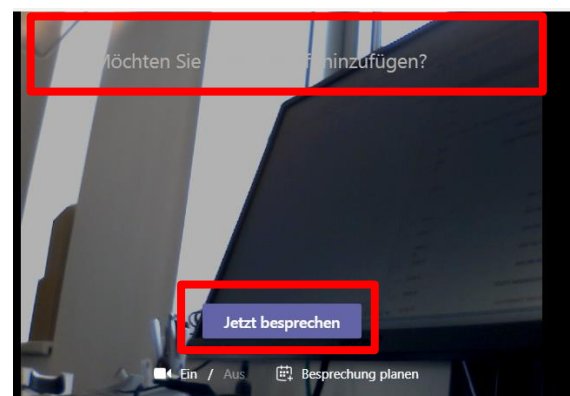 Möchten Sie hinzufügen?
Jetzt besprechen
Ein / Aus
Besprechung planen